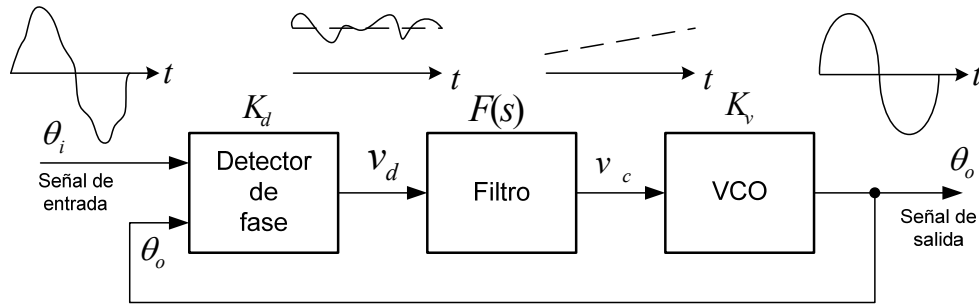 t
t
t
t
K_d
F(s)
K_v
θ_i
Señal de
entrada
Detector
de
fase
v_d
Filtro
v_c
VCO
θ_o
Señal de
salida
θ_o